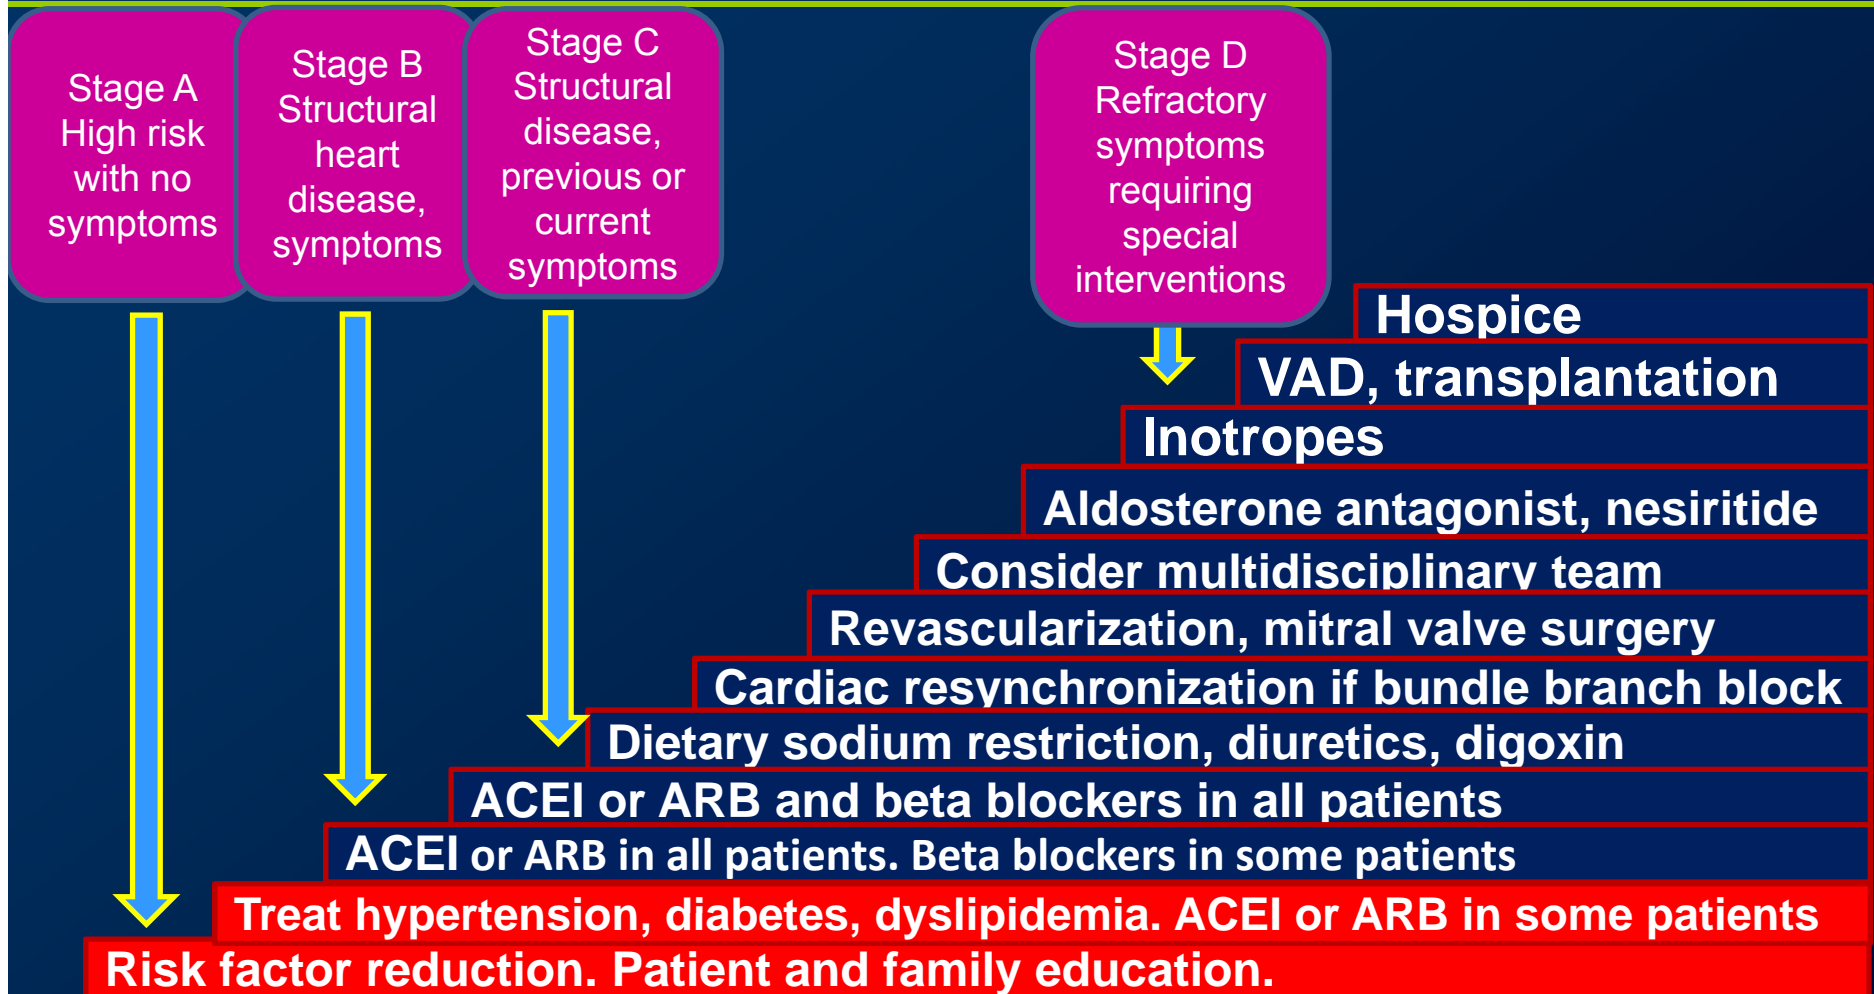 Stage A
High risk
with no
symptoms
Stage B
Structural
heart
disease,
symptoms
Stage C
Structural
disease,
previous or
current
symptoms
Stage D
Refractory
symptoms
requiring
special
interventions
Hospice
VAD, transplantation
Inotropes
Aldosterone antagonist, nesiritide
Consider multidisciplinary team
Revascularization, mitral valve surgery
Cardiac resynchronization if bundle branch block
Dietary sodium restriction, diuretics, digoxin
ACEI or ARB and beta blockers in all patients
ACEI or ARB in all patients. Beta blockers in some patients
Treat hypertension, diabetes, dyslipidemia. ACEI or ARB in some patients
Risk factor reduction. Patient and family education.